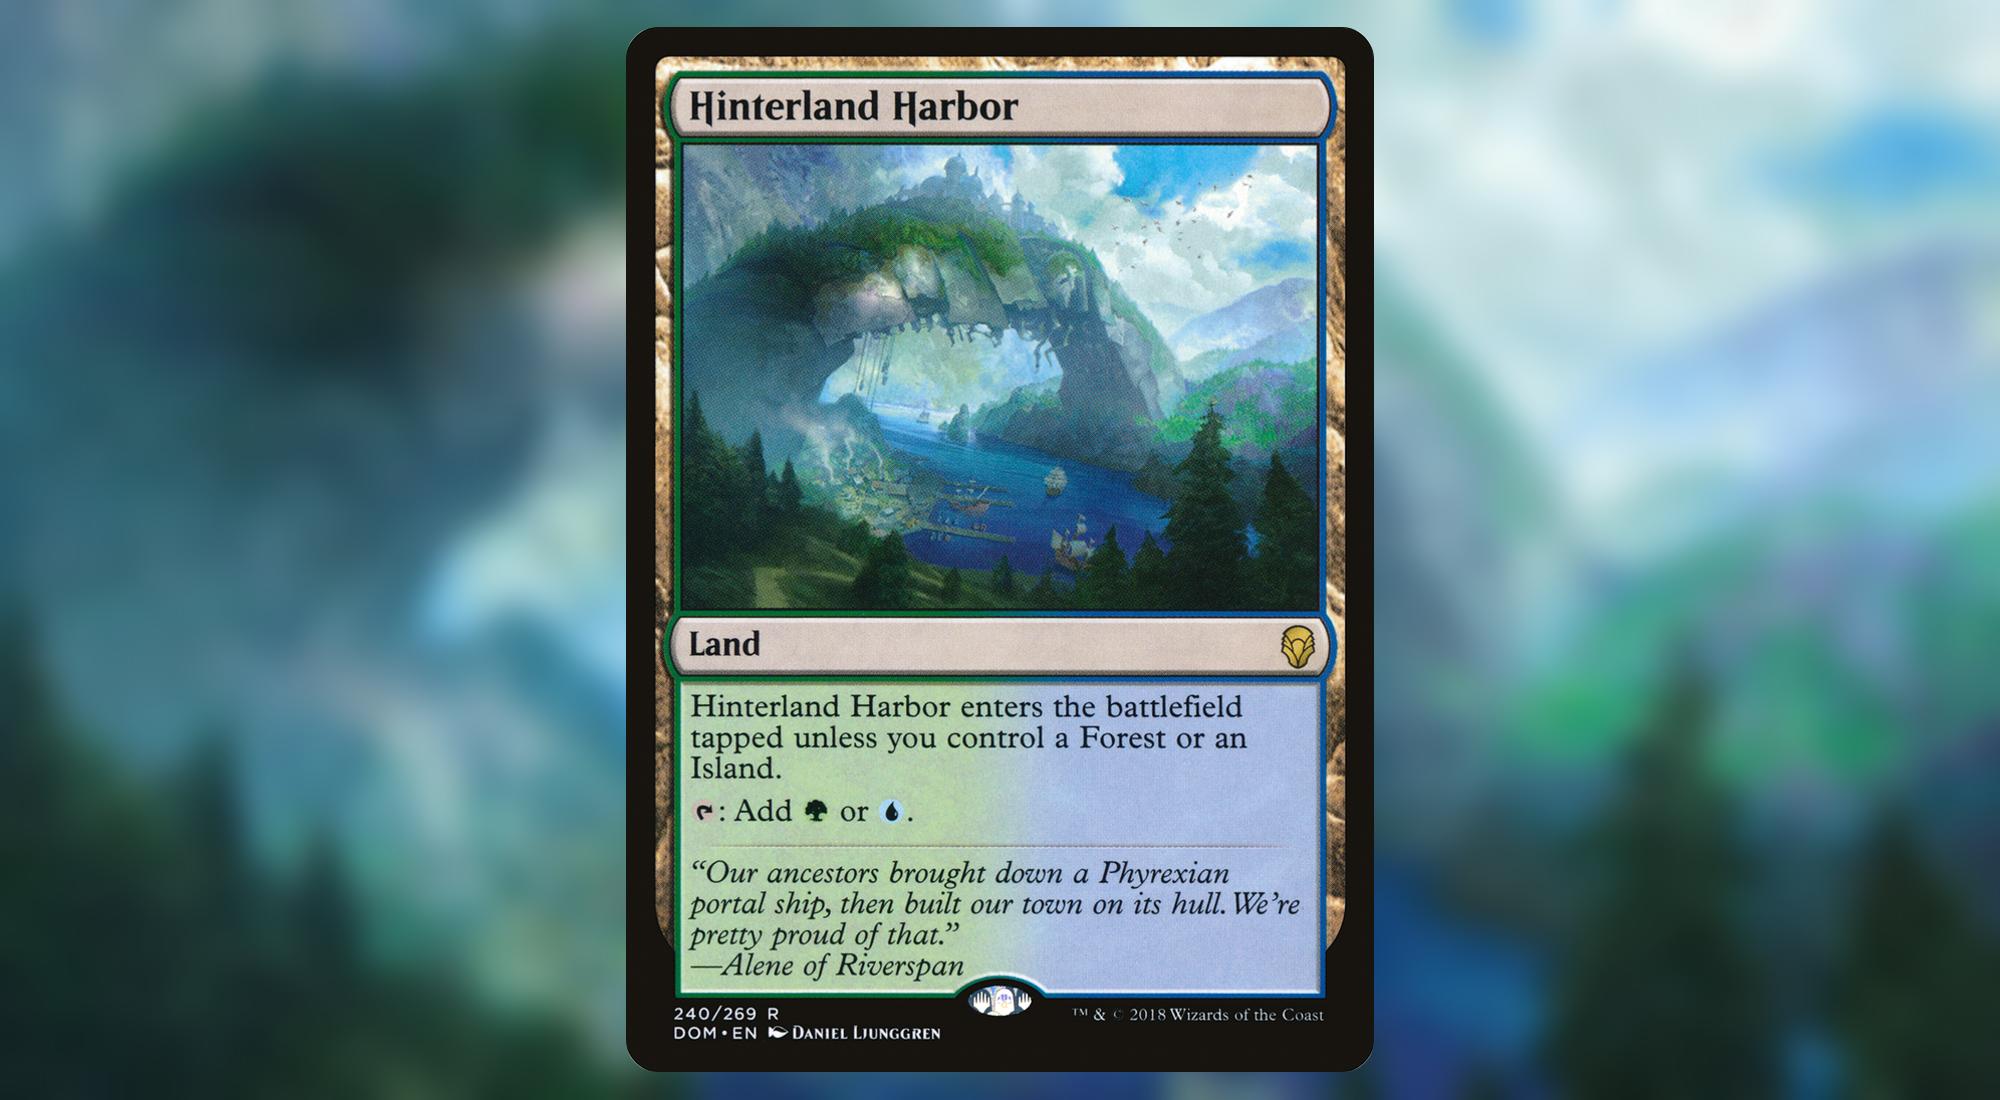 Hinterland Harbor
Land
Hinterland Harbor enters the battlefield
tapped unless you control a Forest or an
Island.
: Add or .
“Our ancestors brought down a Phyrexian
portal ship, then built our town on its hull. We’re
pretty proud of that.”
—Alene of Riverspan
240/269 R
DOM • EN Daniel Ljunggren
™ & © 2018 Wizards of the Coast